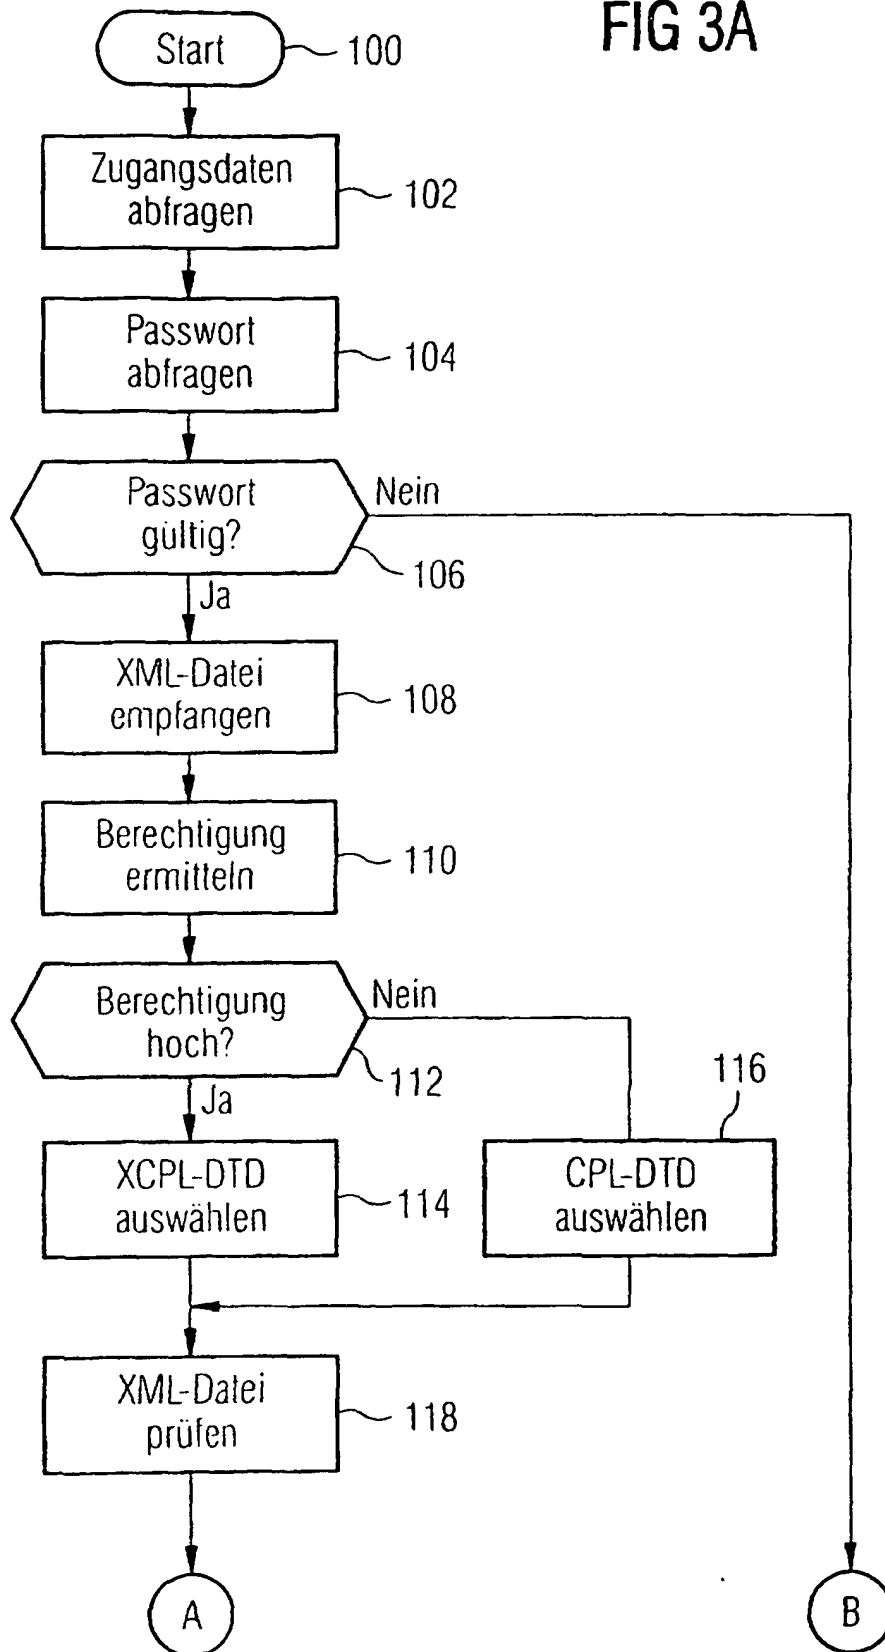 FIG 3A
Start
100
Zugangsdaten
abfragen
102
Passwort
abfragen
104
Passwort
gültig?
Nein
106
Ja
XML-Datei
empfangen
108
Berechtigung
ermitteln
110
Berechtigung
hoch?
Nein
112
Ja
116
XCPL-DTD
auswählen
114
CPL-DTD
auswählen
XML-Datei
prüfen
118
A
B